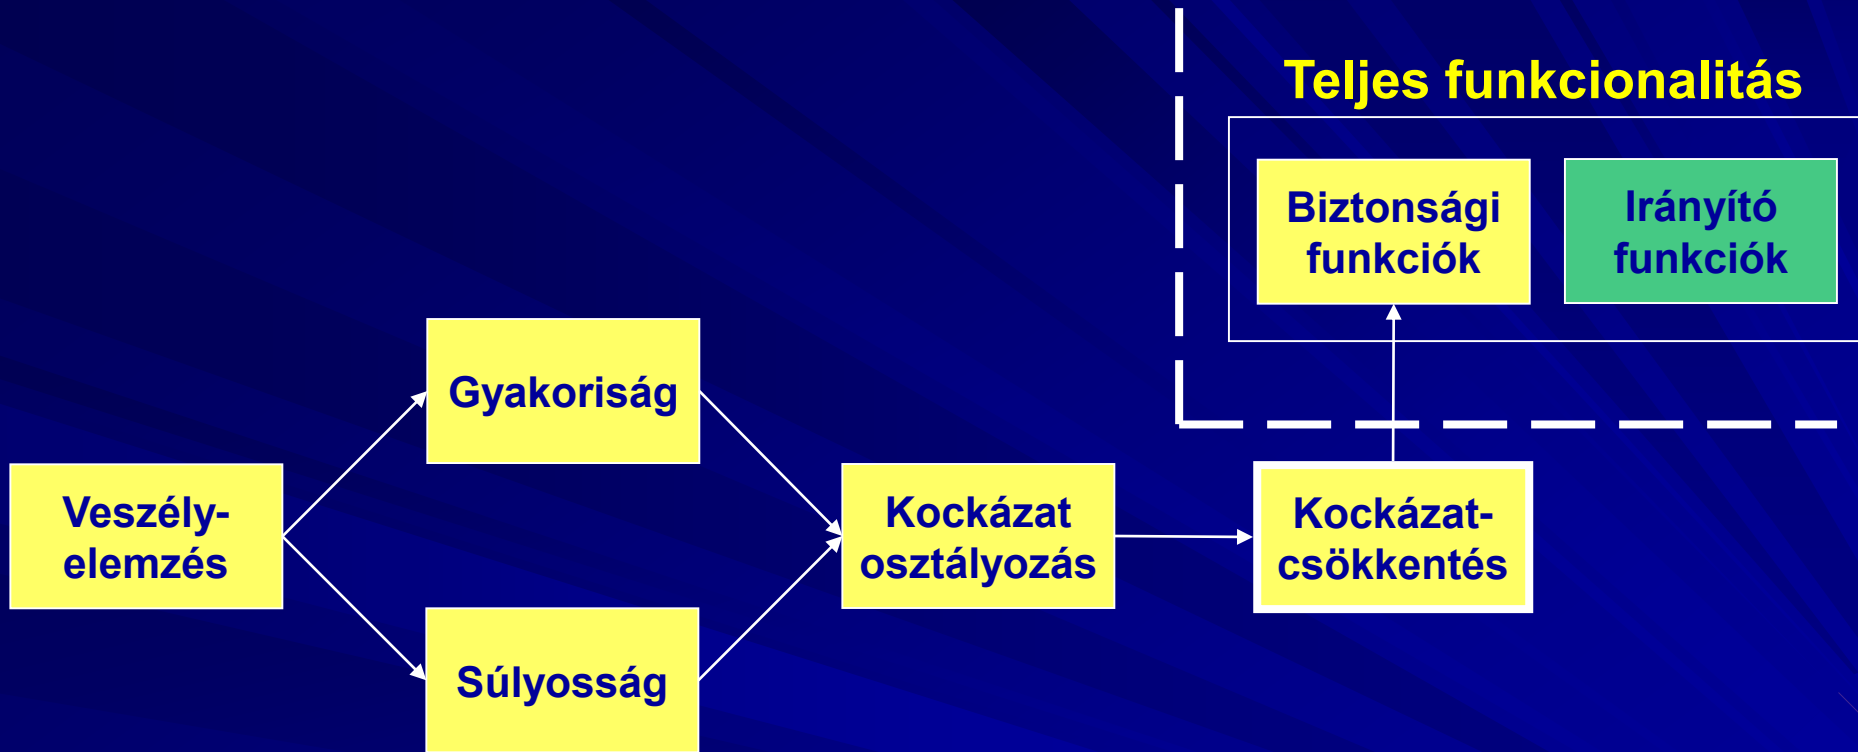 Teljes funkcionalitás
Biztonsági
funkciók
Irányító
funkciók
Gyakoriság
Veszély-
elemzés
Kockázat
osztályozás
Kockázat-
csökkentés
Súlyosság